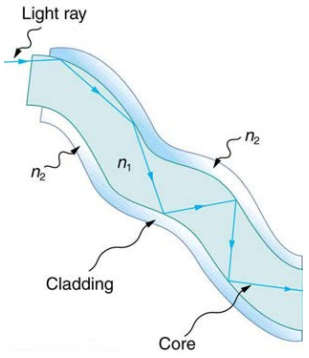 Light ray
n₂
n₁
n₂
Cladding
Core